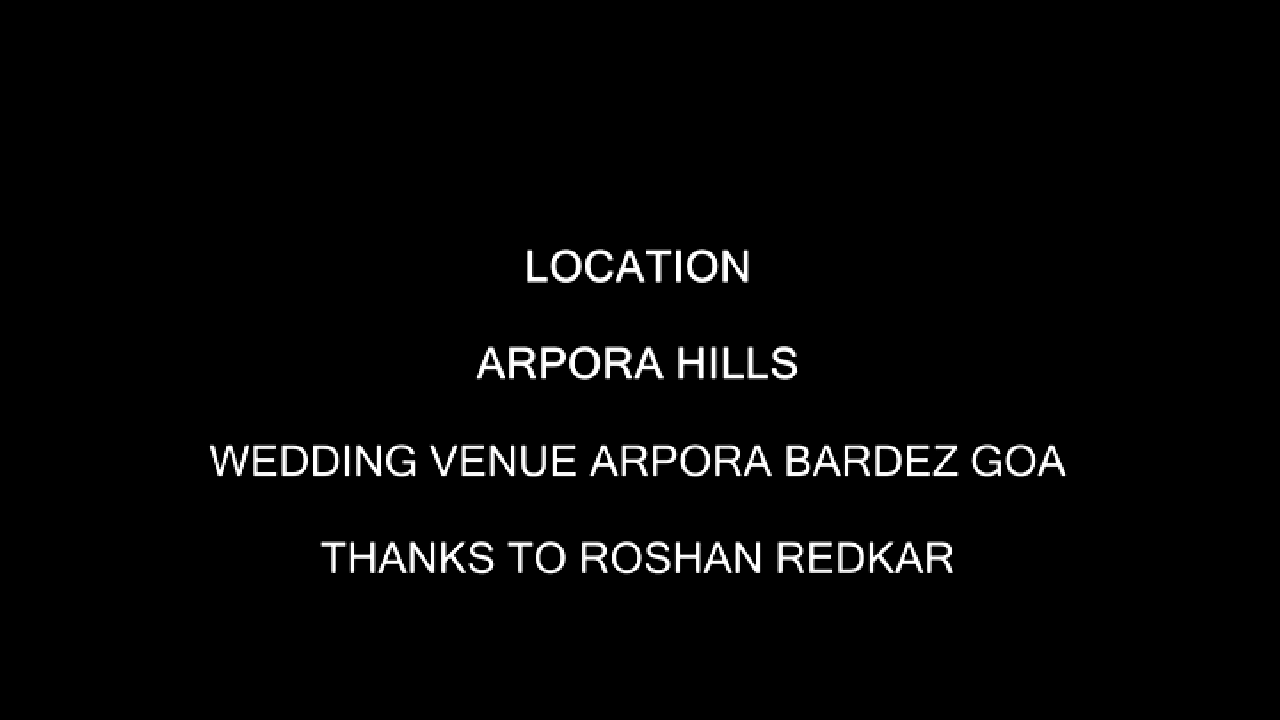 LOCATION
ARPORA HILLS
WEDDING VENUE ARPORA BARDEZ GOA
THANKS TO ROSHAN REDKAR